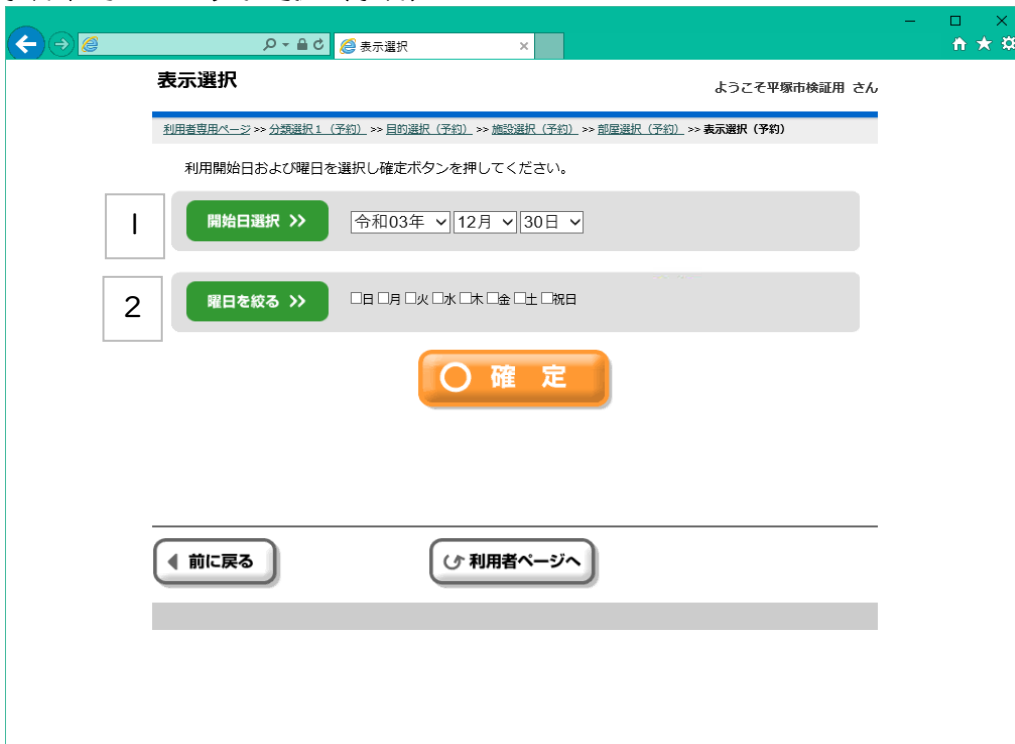 表示選択
表示選択
ようこそ平塚市検証用 さん
利用者専用ページ >> 分類選択1（予約） >> 目的選択（予約） >> 施設選択（予約） >> 部屋選択（予約） >> 表示選択（予約）
利用開始日および曜日を選択し確定ボタンを押してください。
1 開始日選択 >> 令和03年 12月 30日
2 曜日を絞る >> □日□月□火□水□木□金□土□祝日
○ 確 定
前に戻る 利用者ページへ